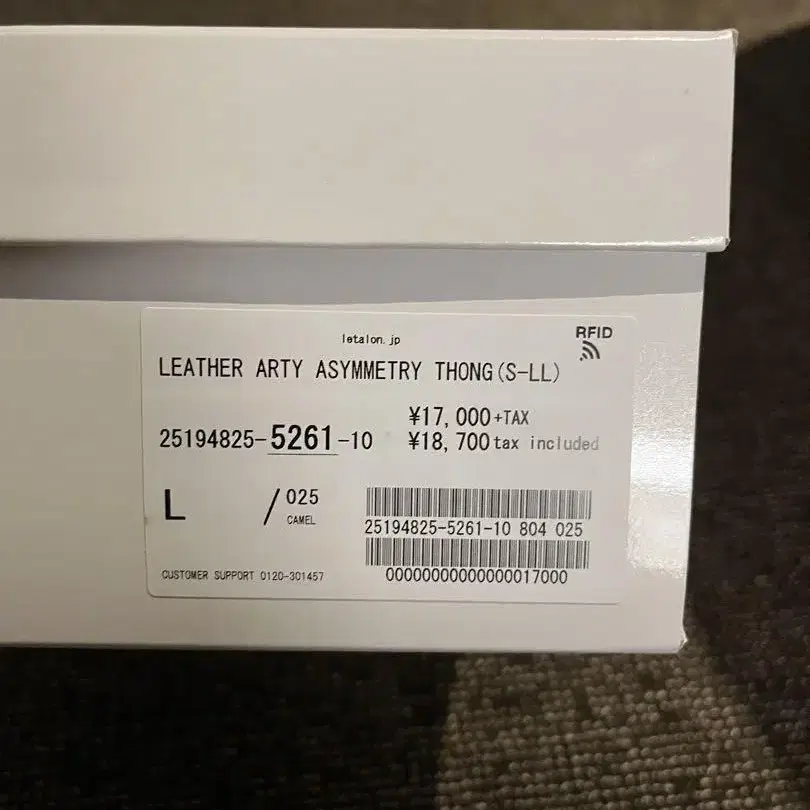 letalon.jp
RFID
LEATHER ARTY ASYMMETRY THONG(S-LL)
¥17,000+TAX
25194825-5261-10 ¥18,700 tax included
L / 025
CAMEL
25194825-5261-10 804 025
CUSTOMER SUPPORT 0120-301457
00000000000000017000